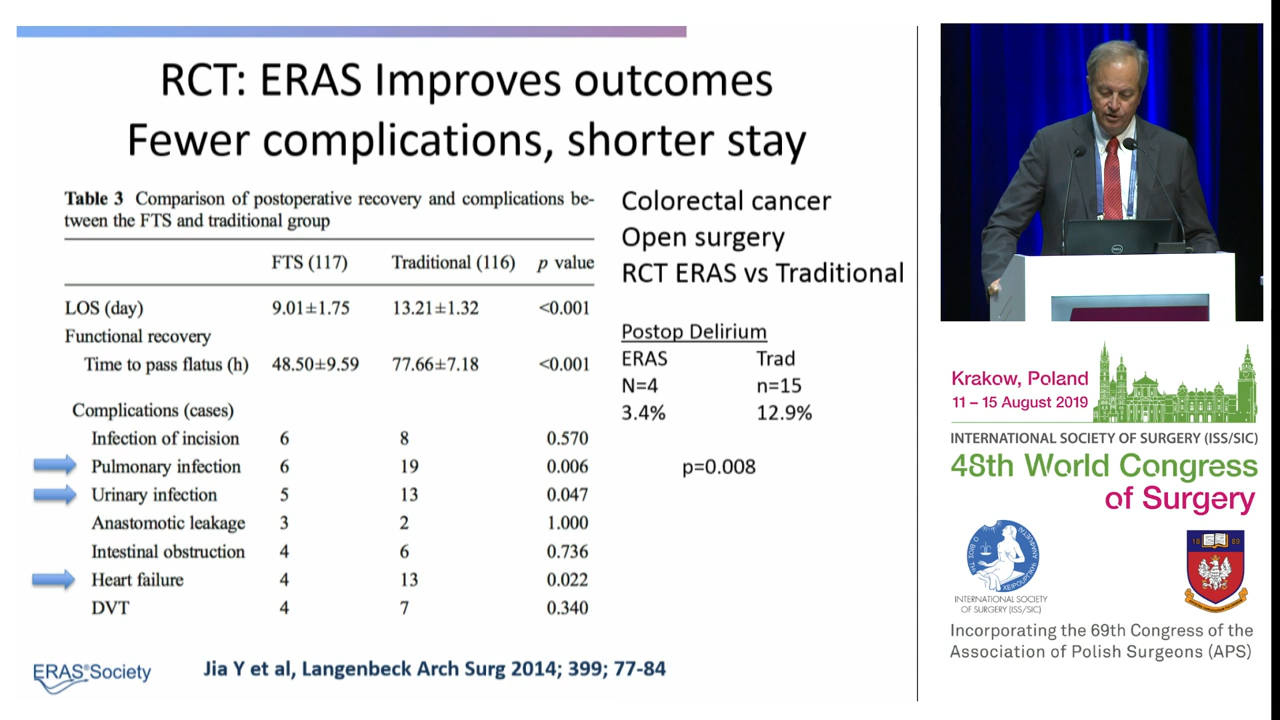 RCT: ERAS Improves outcomes
Fewer complications, shorter stay
Table 3 Comparison of postoperative recovery and complications be-
tween the FTS and traditional group
FTS (117) Traditional (116) p value
LOS (day) 9.01±1.75 13.21±1.32 <0.001
Functional recovery
Time to pass flatus (h) 48.50±9.59 77.66±7.18 <0.001
Complications (cases)
Infection of incision 6 8 0.570
Pulmonary infection 6 19 0.006
Urinary infection 5 13 0.047
Anastomotic leakage 3 2 1.000
Intestinal obstruction 4 6 0.736
Heart failure 4 13 0.022
DVT 4 7 0.340
Colorectal cancer
Open surgery
RCT ERAS vs Traditional
Postop Delirium
ERAS Trad
N=4 n=15
3.4% 12.9%
p=0.008
ERAS®Society
Jia Y et al, Langenbeck Arch Surg 2014; 399; 77-84
DELL
Krakow, Poland
11 – 15 August 2019
INTERNATIONAL SOCIETY OF SURGERY (ISS/SIC)
48th World Congress
of Surgery
INTERNATIONAL SOCIETY
OF SURGERY (ISS/SIC)
18 89
Incorporating the 69th Congress of the
Association of Polish Surgeons (APS)